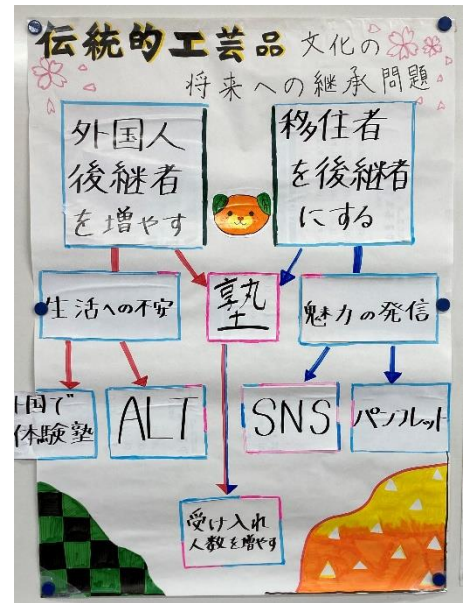 伝統的工芸品 文化の
将来への継承問題
外国人
後継者
を増やす
移住者
を後継者
にする
生活への不安
塾
魅力の発信
国で
体験塾
ALT
SNS
パンフレット
受け入れ
人数を増やす